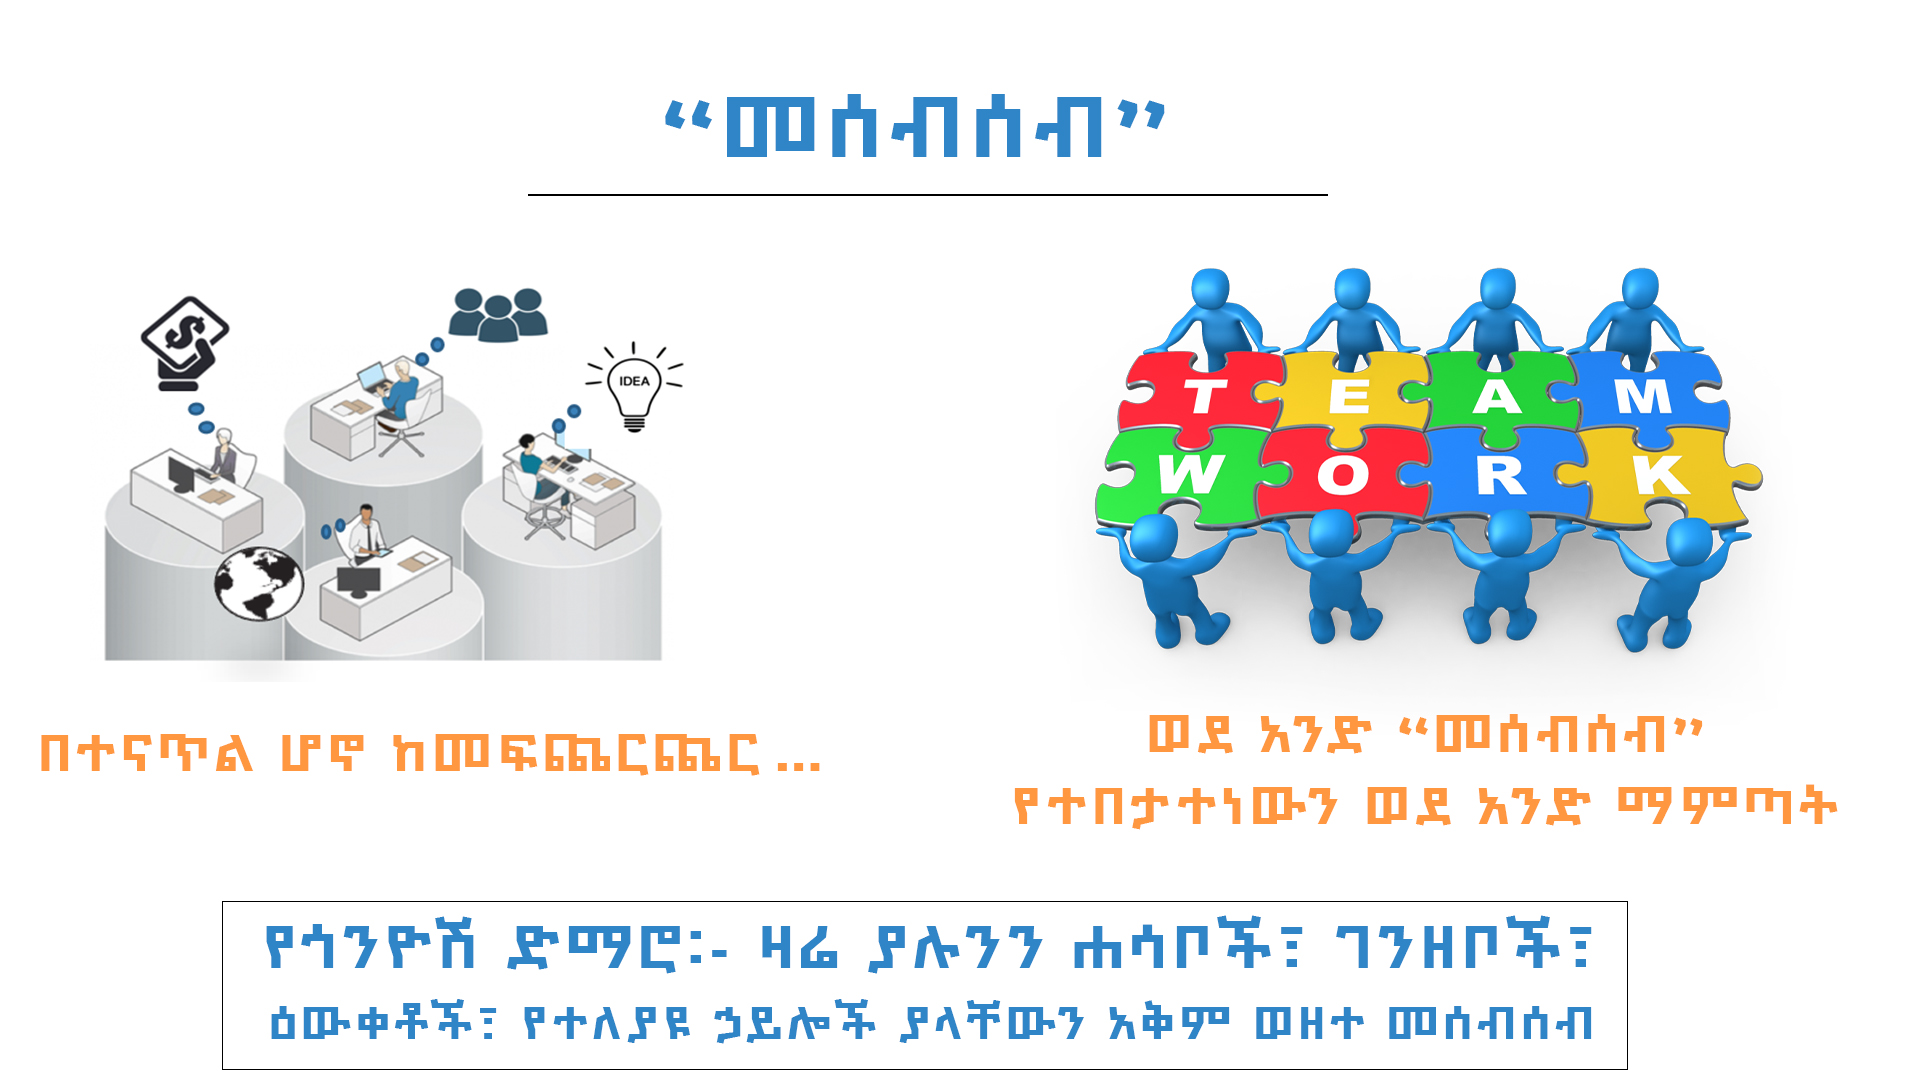 “መሰብሰብ”
IDEA
T E A M
W O R K
በተናጥል ሆኖ ከመፍጨርጨር ...
ወደ አንድ “መሰብሰብ”
የተበታተነውን ወደ አንድ ማምጣት
የኅንዮሽ ድማሮ:- ዛሬ ያሉንን ሐሳቦች፣ ገንዘቦች፣
ዕውቀቶች፣ የተለያዩ ኃይሎች ያላቸውን አቅም ወዘተ መሰብሰብ